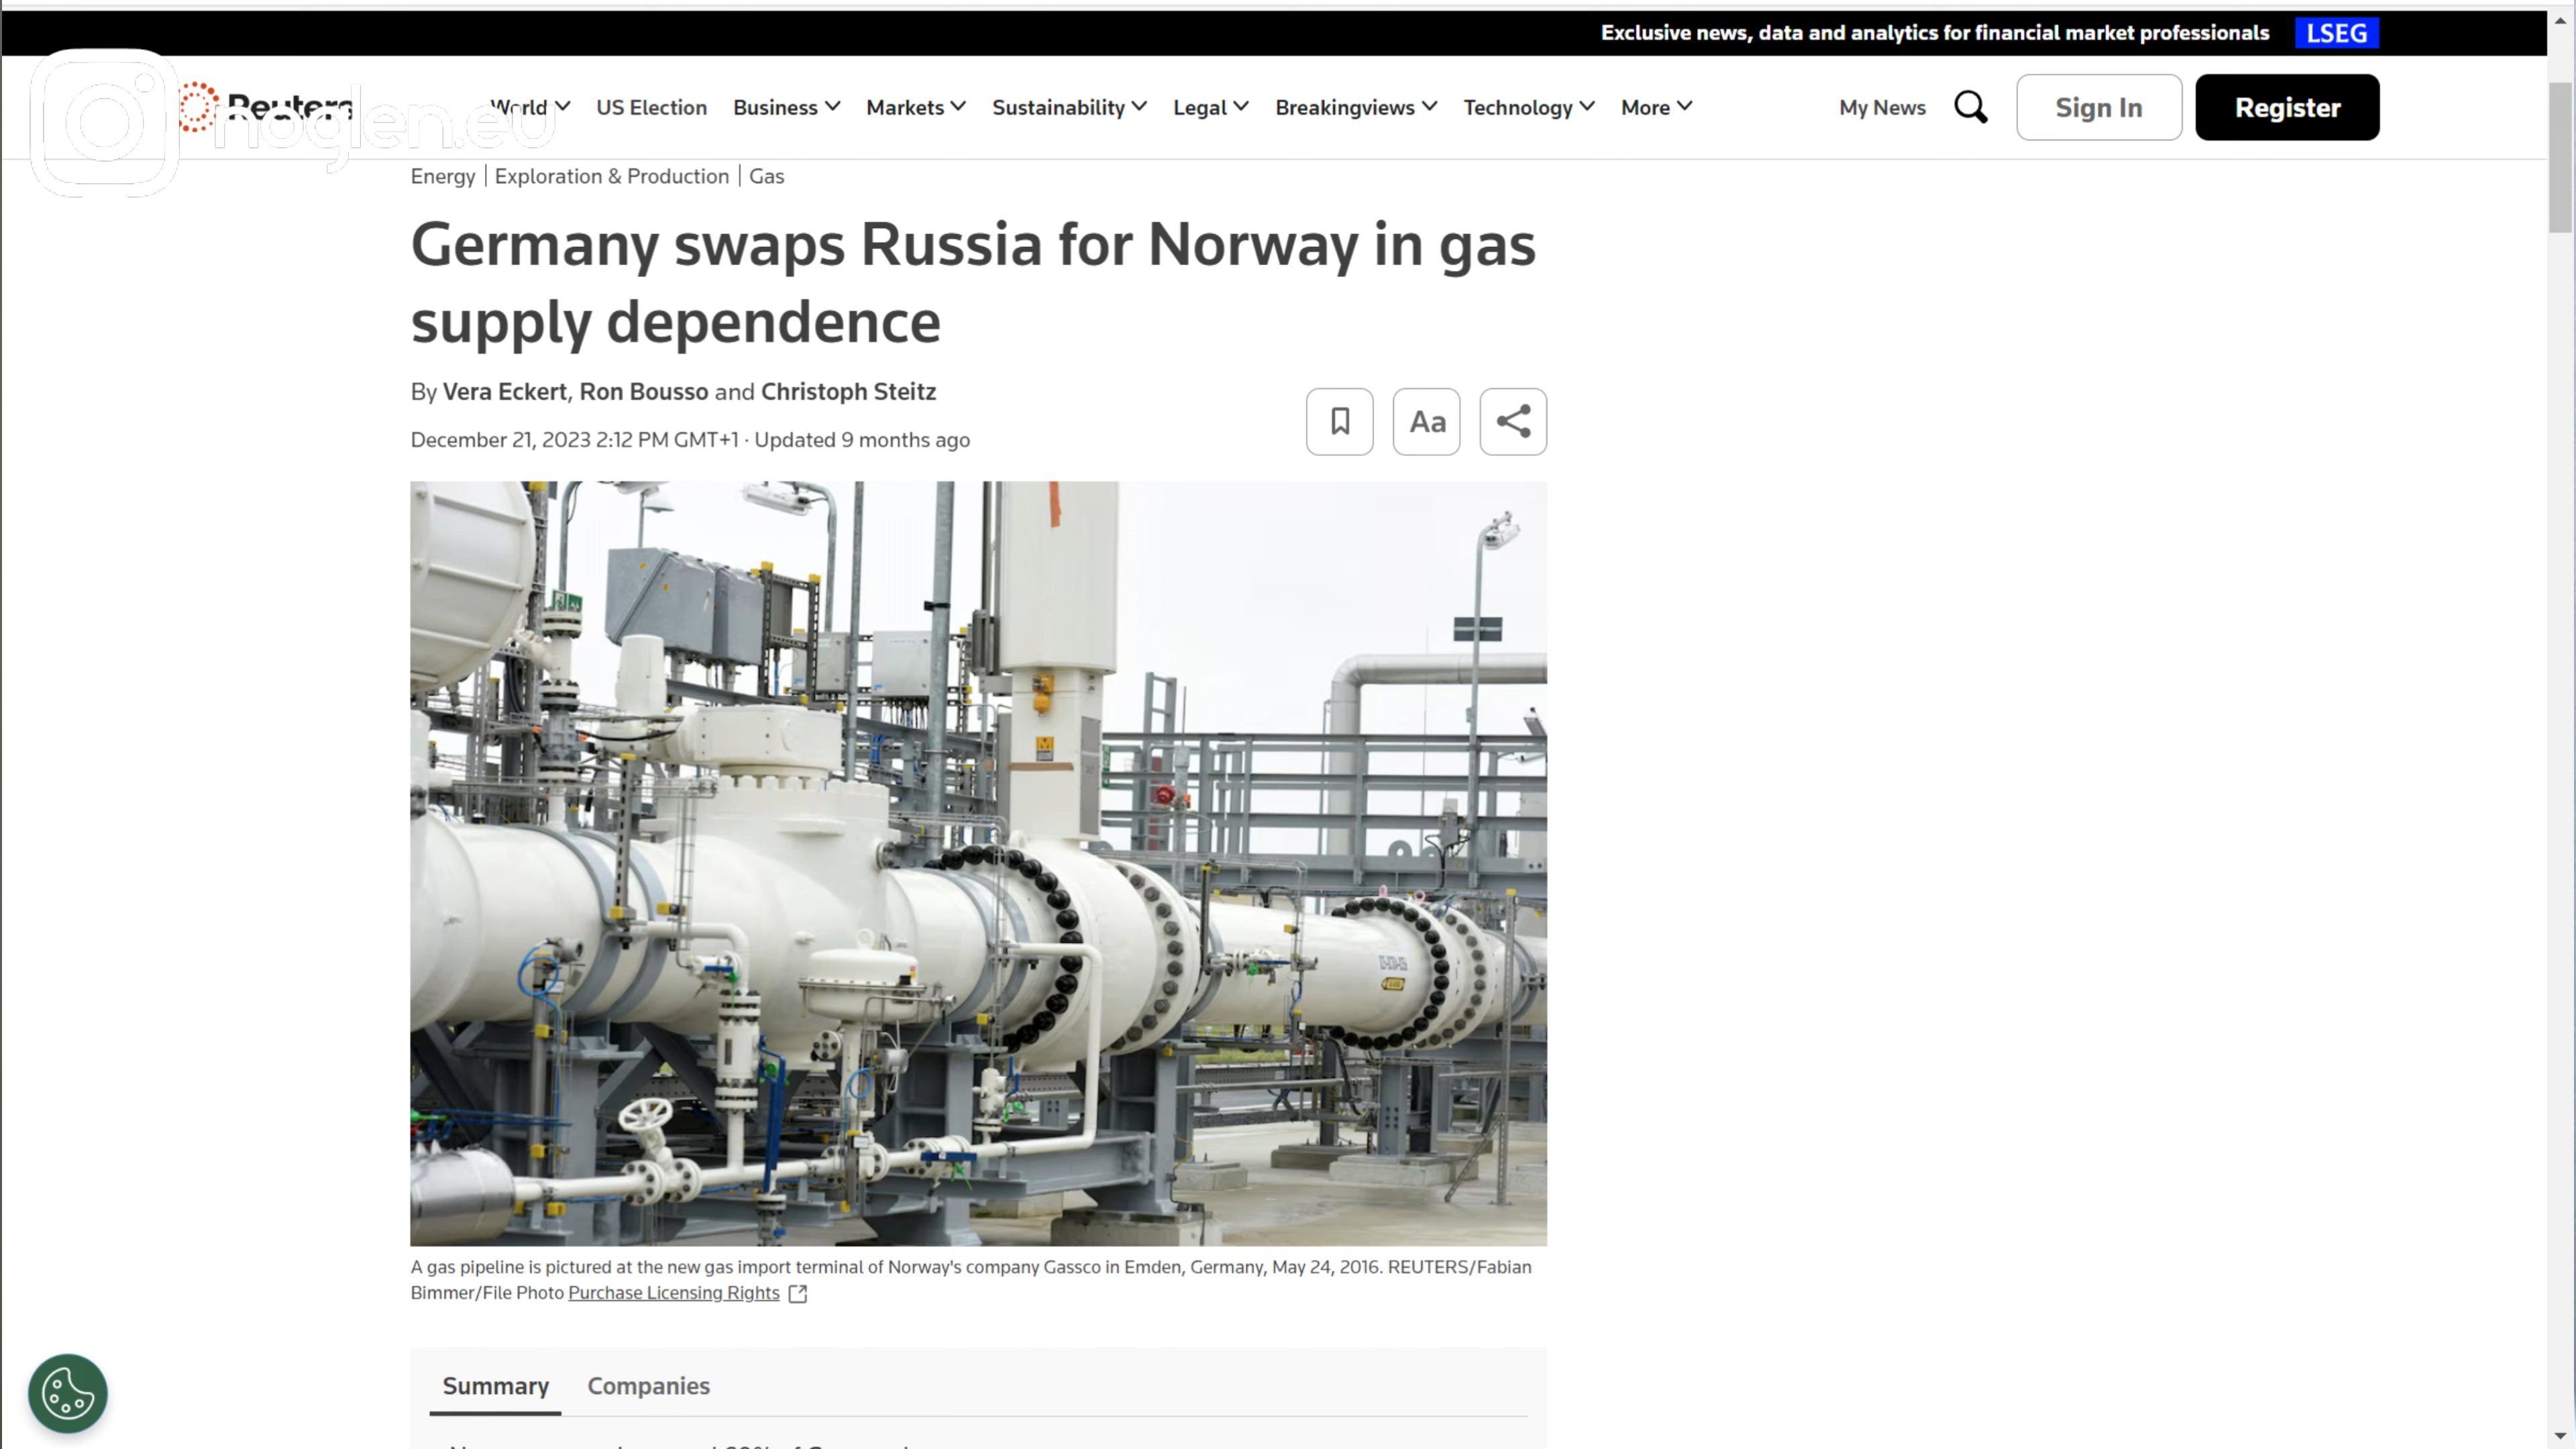 Exclusive news, data and analytics for financial market professionals LSEG
noglen.eu
Reuters World US Election Business Markets Sustainability Legal Breakingviews Technology More My News Sign In Register
Energy | Exploration & Production | Gas
Germany swaps Russia for Norway in gas
supply dependence
By Vera Eckert, Ron Bousso and Christoph Steitz
December 21, 2023 2:12 PM GMT+1 · Updated 9 months ago
Aa
A gas pipeline is pictured at the new gas import terminal of Norway's company Gassco in Emden, Germany, May 24, 2016. REUTERS/Fabian
Bimmer/File Photo Purchase Licensing Rights
Summary Companies